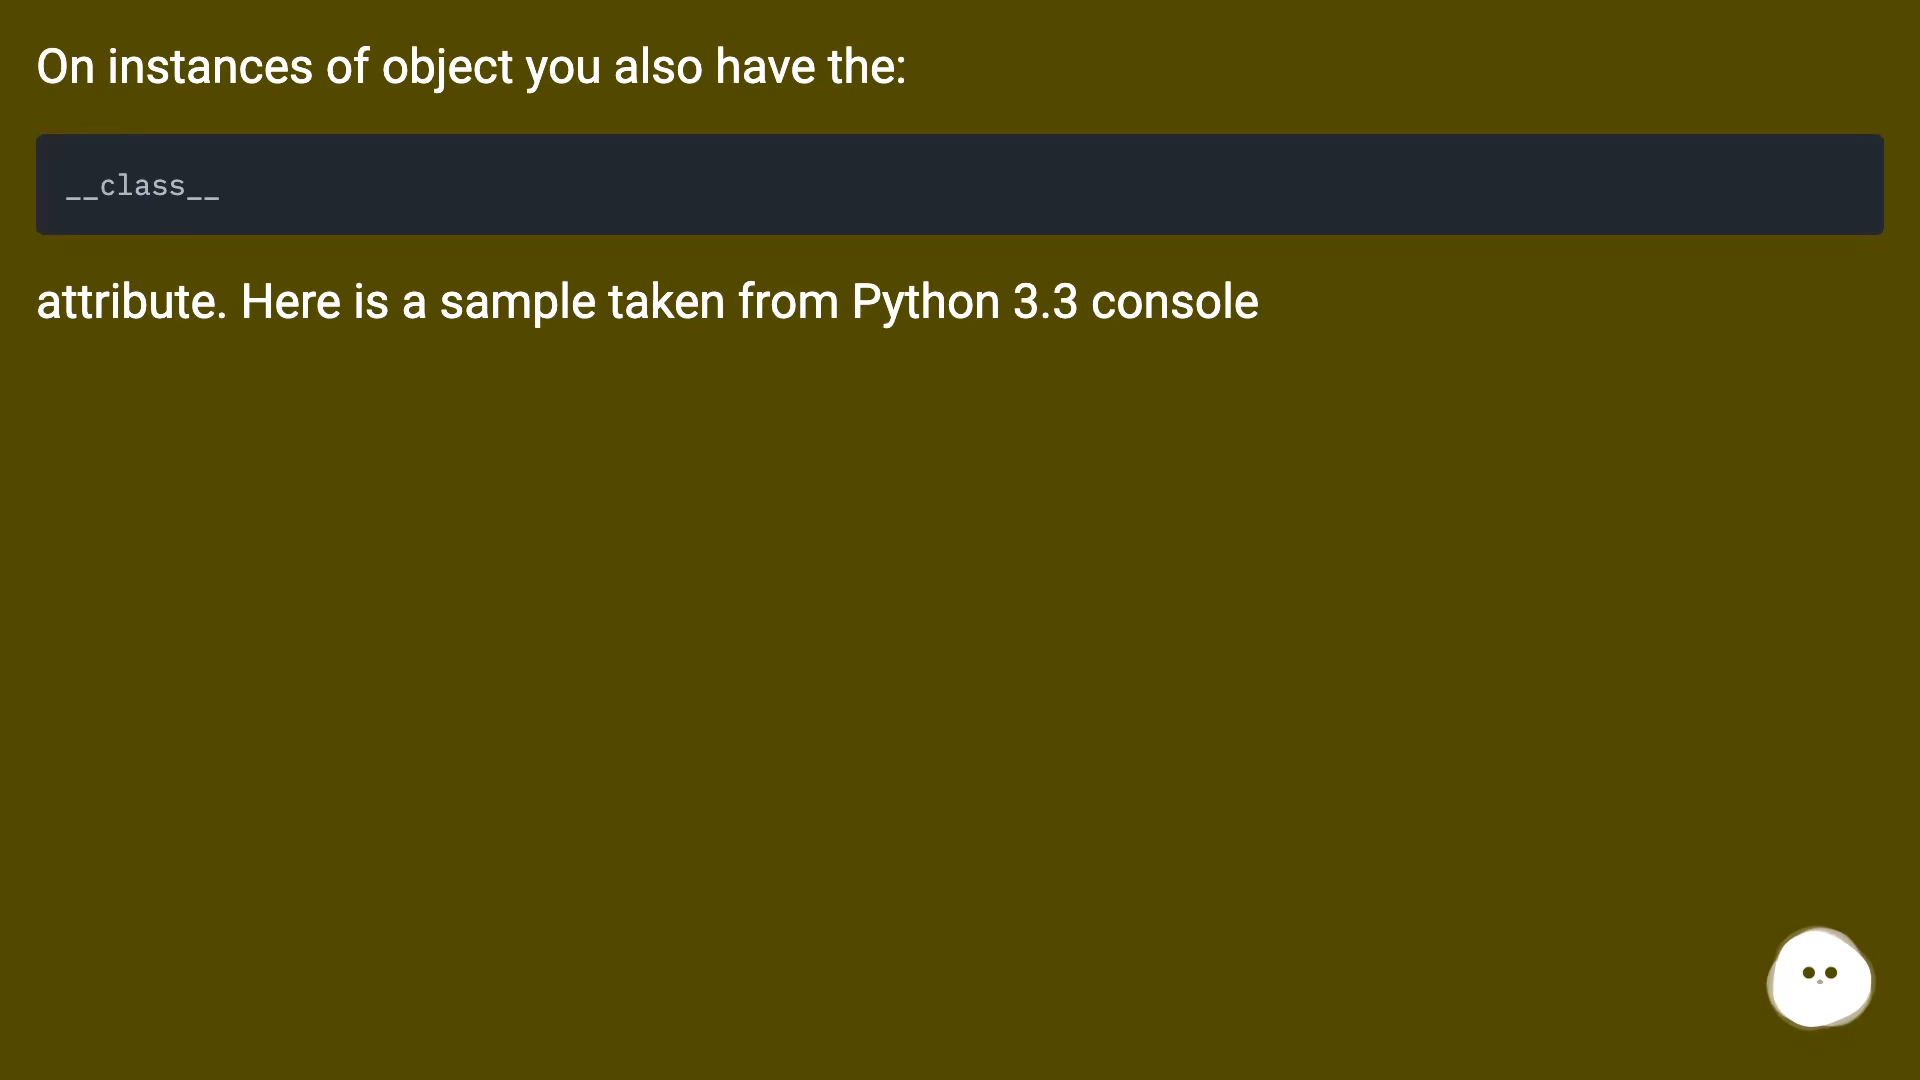 On instances of object you also have the:
__class__
attribute. Here is a sample taken from Python 3.3 console